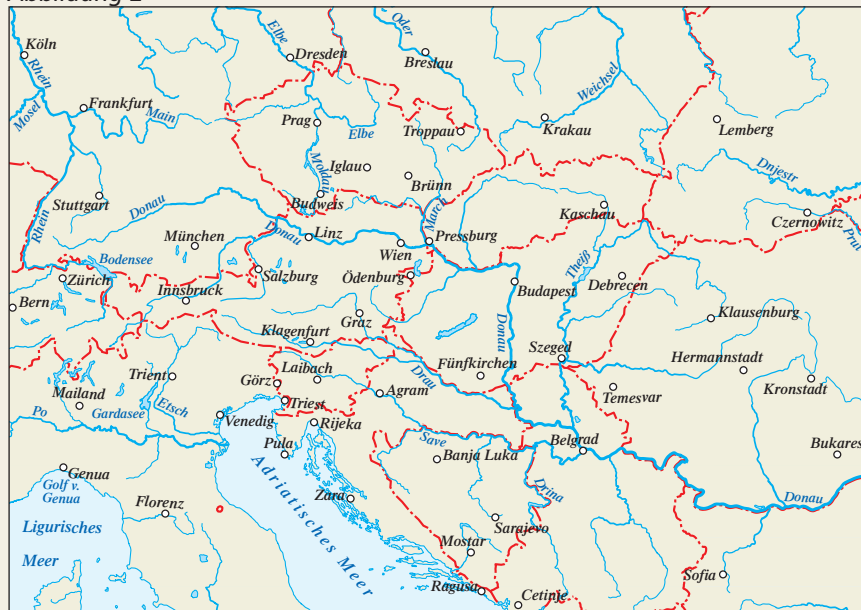 Köln
Rhein
Mosel
Frankfurt
Main
Elbe
Dresden
Oder
Breslau
Prag
Elbe
Troppau
Weichsel
Krakau
Lemberg
Moldau
Iglau
Brünn
Dnjestr
Stuttgart
Donau
Rhein
Budweis
March
Kaschau
Czernowitz
Pru
München
Donau
Linz
Wien
Pressburg
Theiß
Bodensee
Zürich
Salzburg
Ödenburg
Budapest
Debrecen
Bern
Innsbruck
Graz
Donau
Klausenburg
Klagenfurt
Szeged
Hermannstadt
Trient
Görz
Laibach
Drau
Fünfkirchen
Kronstadt
Mailand
Gardasee
Etsch
Agram
Temesvar
Po
Venedig
Triest
Rijeka
Pula
Save
Belgrad
Banja Luka
Bukares
Genua
Golf v.
Genua
Florenz
Zara
Adriatisches Meer
Drina
Donau
Ligurisches
Meer
Sarajevo
Mostar
Ragusa
Cetinje
Sofia